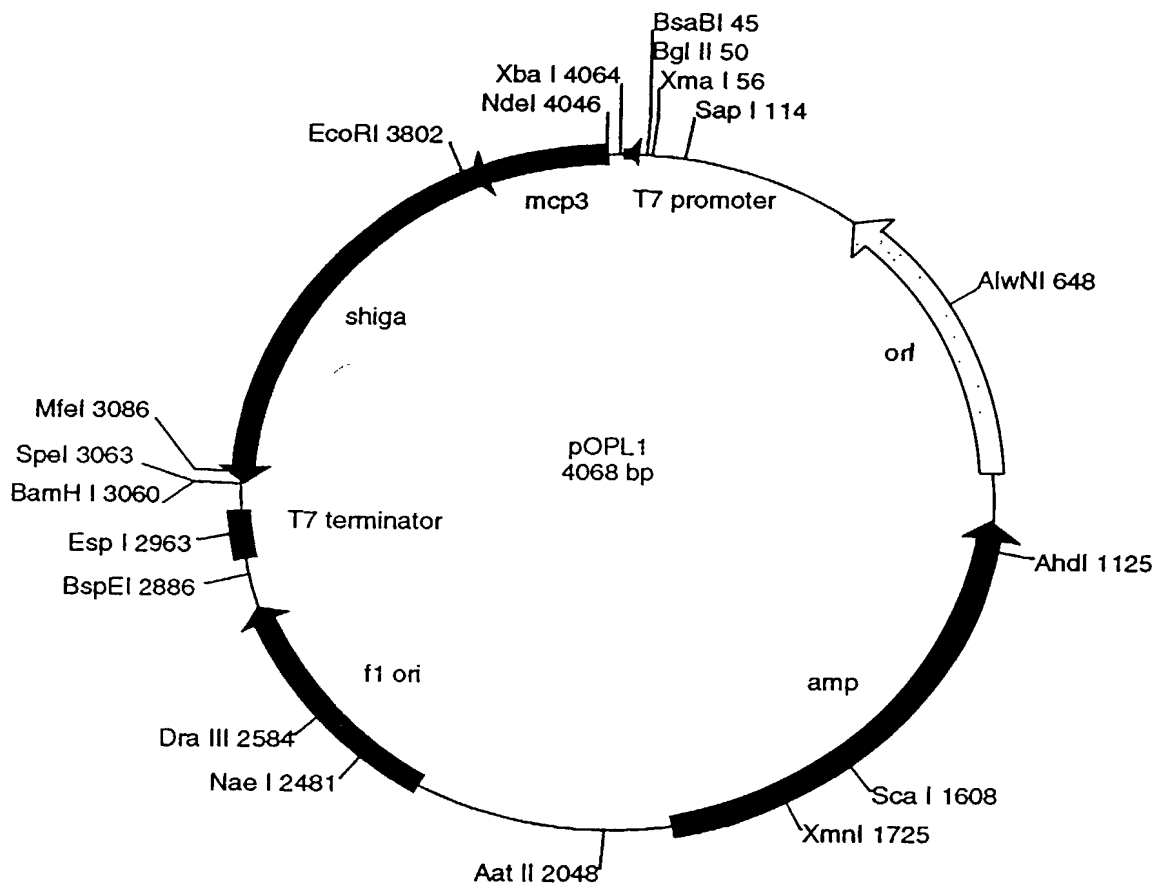 BsaBI 45
Bgl II 50
Xba I 4064
Xma I 56
NdeI 4046
Sap I 114
EcoRI 3802
mcp3
T7 promoter
AlwNI 648
shiga
ori
MfeI 3086
SpeI 3063
BamH I 3060
pOPL1
4068 bp
T7 terminator
Esp I 2963
AhdI 1125
BspEI 2886
f1 ori
amp
Dra III 2584
Nae I 2481
Sca I 1608
XmnI 1725
Aat II 2048